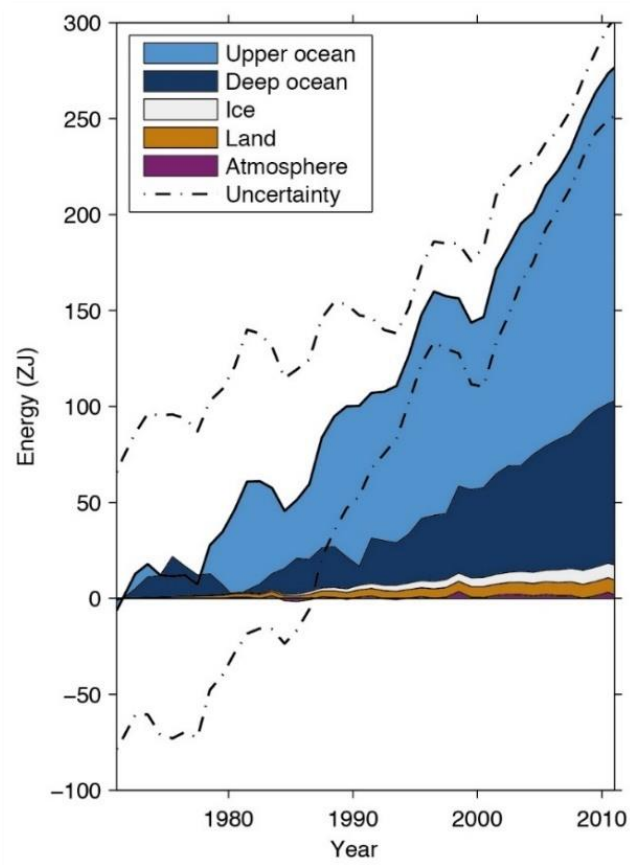 300
Upper ocean
Deep ocean
250
Ice
Land
Atmosphere
200
Uncertainty
150
100
50
0
−50
−100
Energy (ZJ)
1980 1990 2000 2010
Year